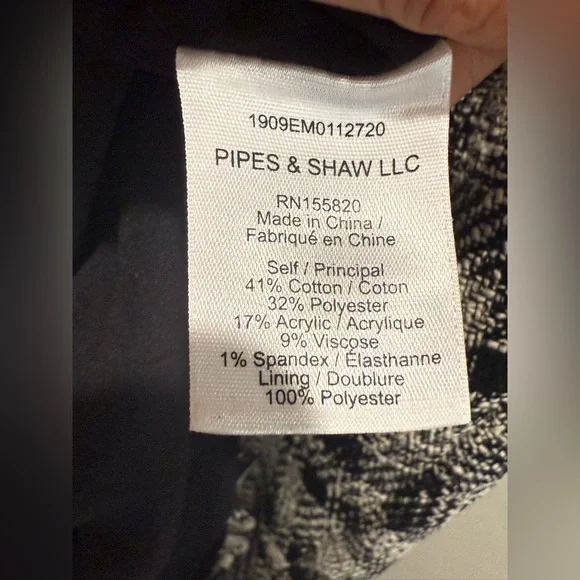 1909EM0112720
PIPES & SHAW LLC
RN155820
Made in China /
Fabriqué en Chine
Self / Principal
41% Cotton / Coton
32% Polyester
17% Acrylic / Acrylique
9% Viscose
1% Spandex / Élasthanne
Lining / Doublure
100% Polyester